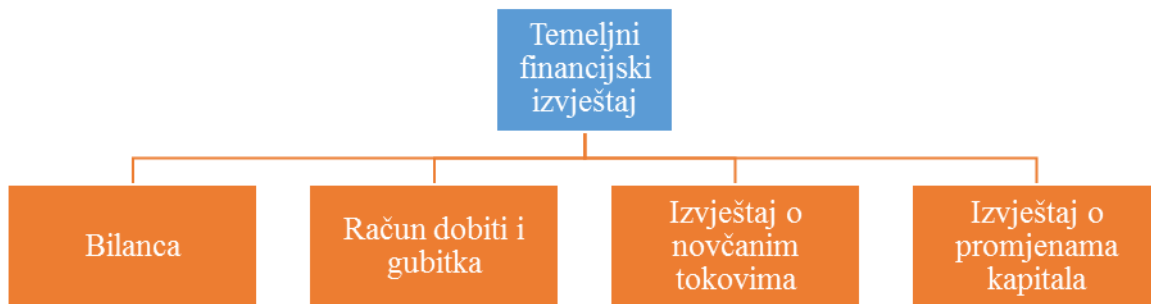 Temeljni
financijski
izvještaj
Bilanca
Račun dobiti i
gubitka
Izvještaj o
novčanim
tokovima
Izvještaj o
promjenama
kapitala